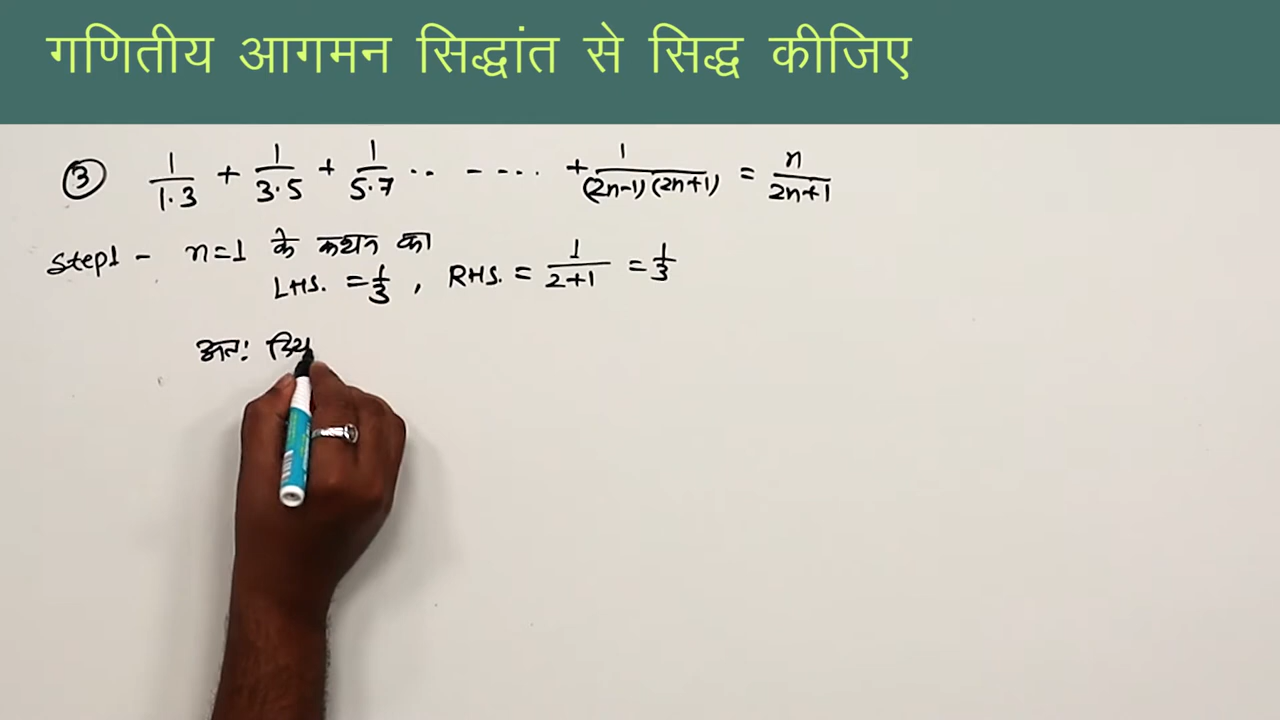 गणितीय आगमन सिद्धांत से सिद्ध कीजिए
③ 1/1·3 + 1/3·5 + 1/5·7 .. - - ... + 1/(2n-1)(2n+1) = n/2n+1
Step1 - n=1 के कथन का
LHS. = 1/3 , RHS. = 1/2+1 = 1/3
अतः